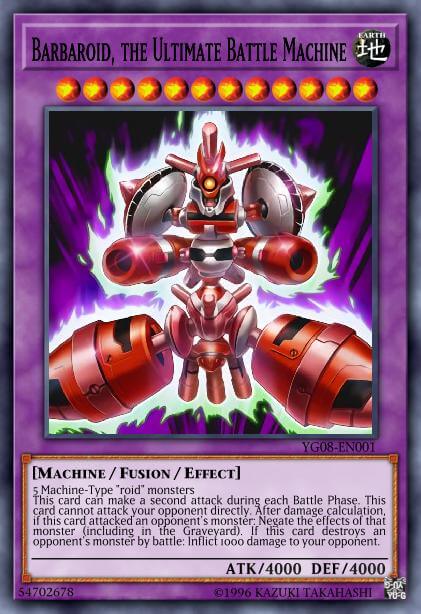 BARBAROID, THE ULTIMATE BATTLE MACHINE
EARTH
地
YG08-EN001
[MACHINE / FUSION / EFFECT]
5 Machine-Type "roid" monsters
This card can make a second attack during each Battle Phase. This
cannot attack your opponent directly. After damage calculation,
if this card attacked an opponent's monster: Negate the effects of that
monster (including in the Graveyard). If this card destroys an
opponent's monster by battle: Inflict 1000 damage to your opponent.
ATK/4000 DEF/4000
54702678
©1996 KAZUKI TAKAHASHI